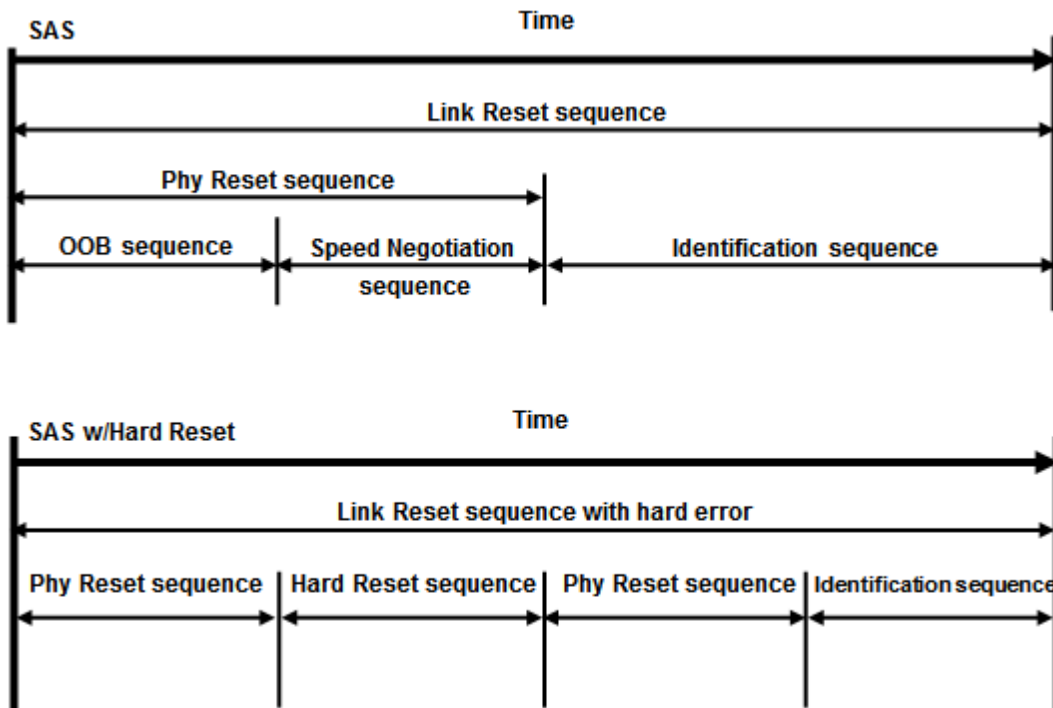 SAS
Time
Link Reset sequence
Phy Reset sequence
OOB sequence
Speed Negotiation
sequence
Identification sequence
SAS w/Hard Reset
Time
Link Reset sequence with hard error
Phy Reset sequence
Hard Reset sequence
Phy Reset sequence
Identification sequence